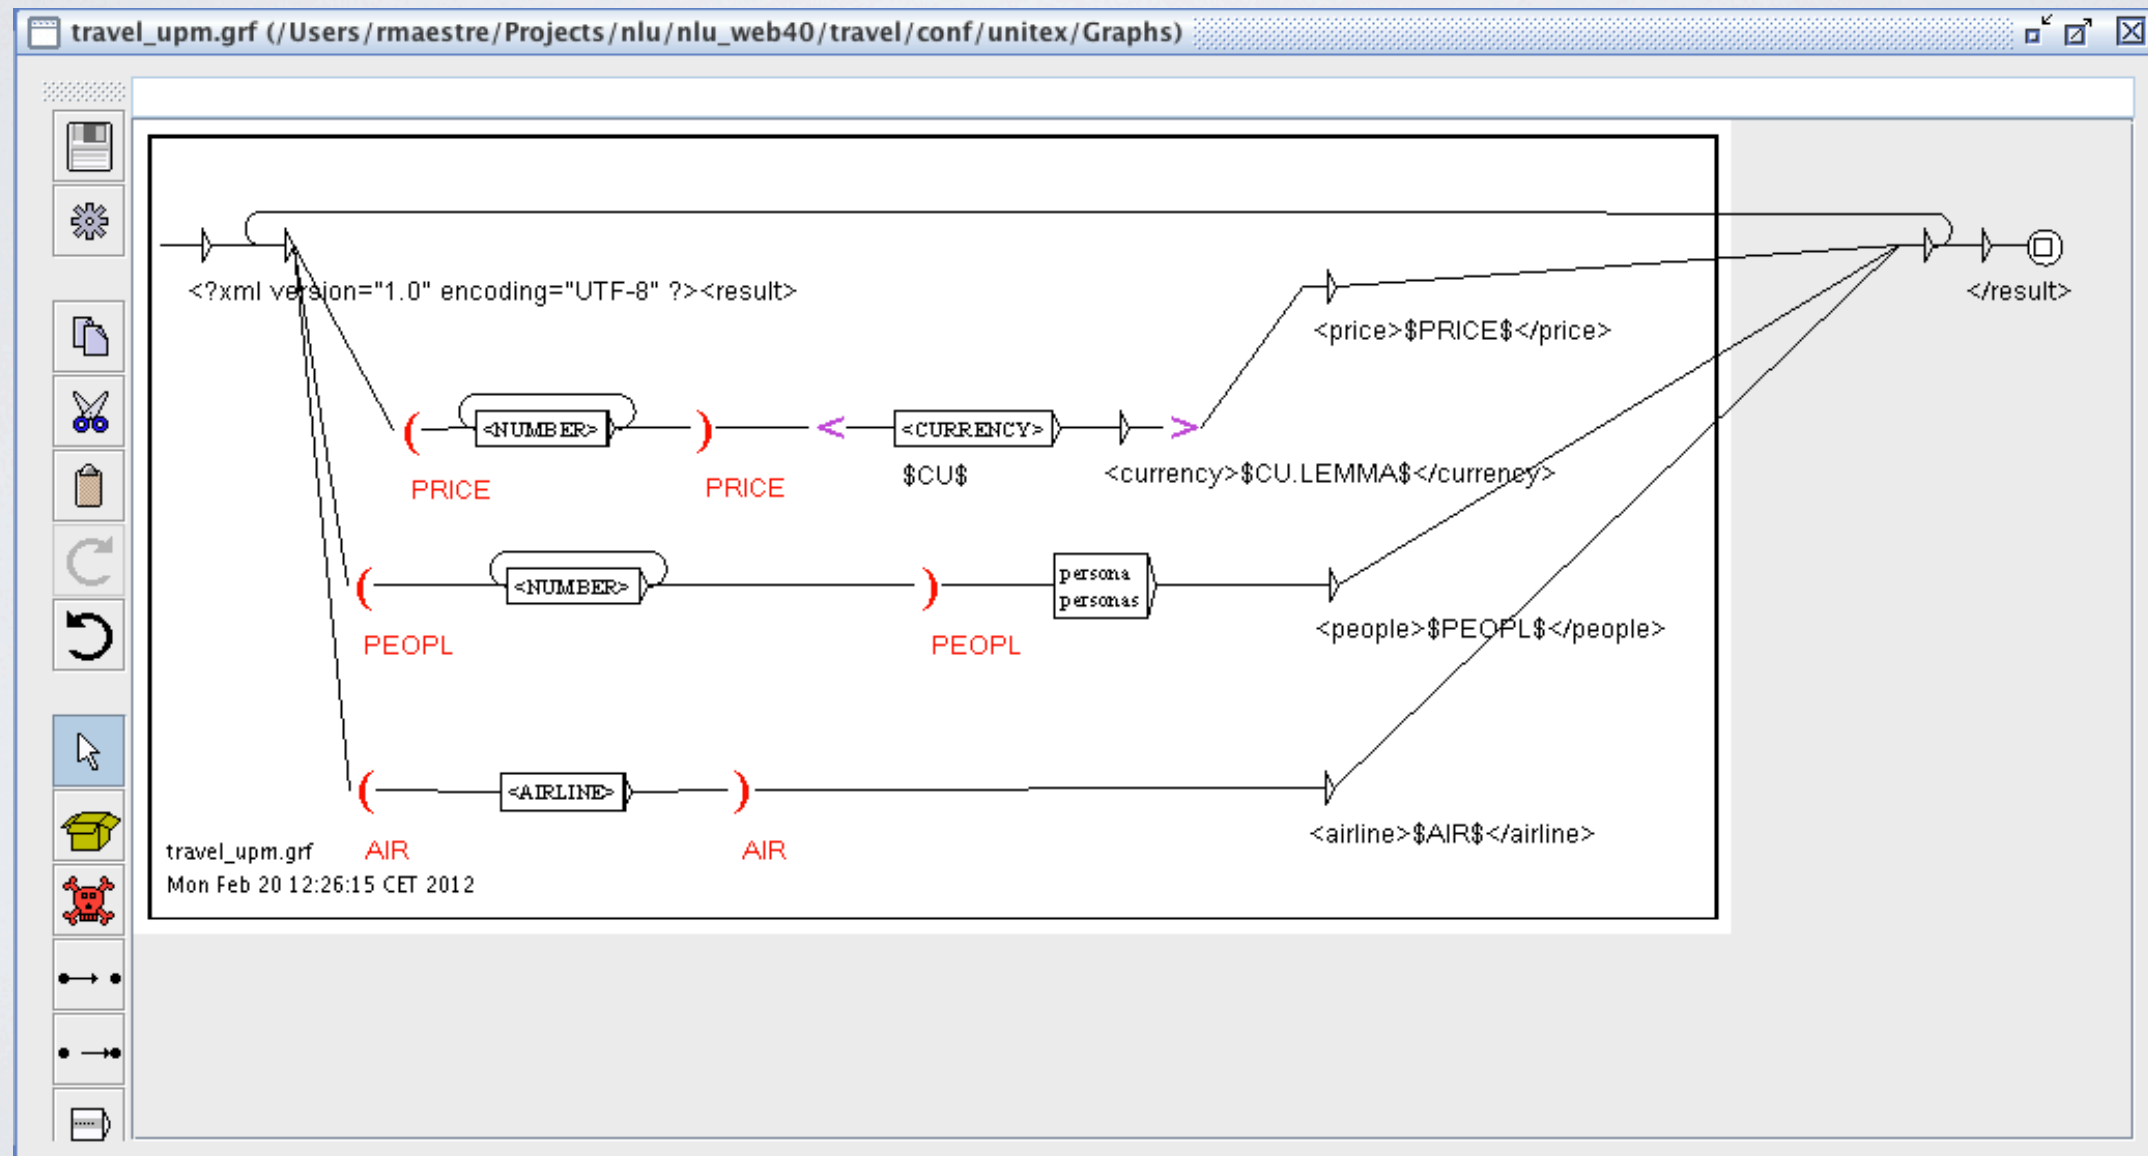 travel_upm.grf (/Users/rmaestre/Projects/nlu/nlu_web40/travel/conf/unitex/Graphs)
<?xml version="1.0" encoding="UTF-8" ?><result>
</result>
<price>$PRICE$</price>
<NUMBER>
<CURRENCY>
PRICE
PRICE
$CU$
<currency>$CU.LEMMA$</currency>
<NUMBER>
persona
personas
PEOPL
PEOPL
<people>$PEOPL$</people>
<AIRLINE>
AIR
AIR
<airline>$AIR$</airline>
travel_upm.grf
Mon Feb 20 12:26:15 CET 2012